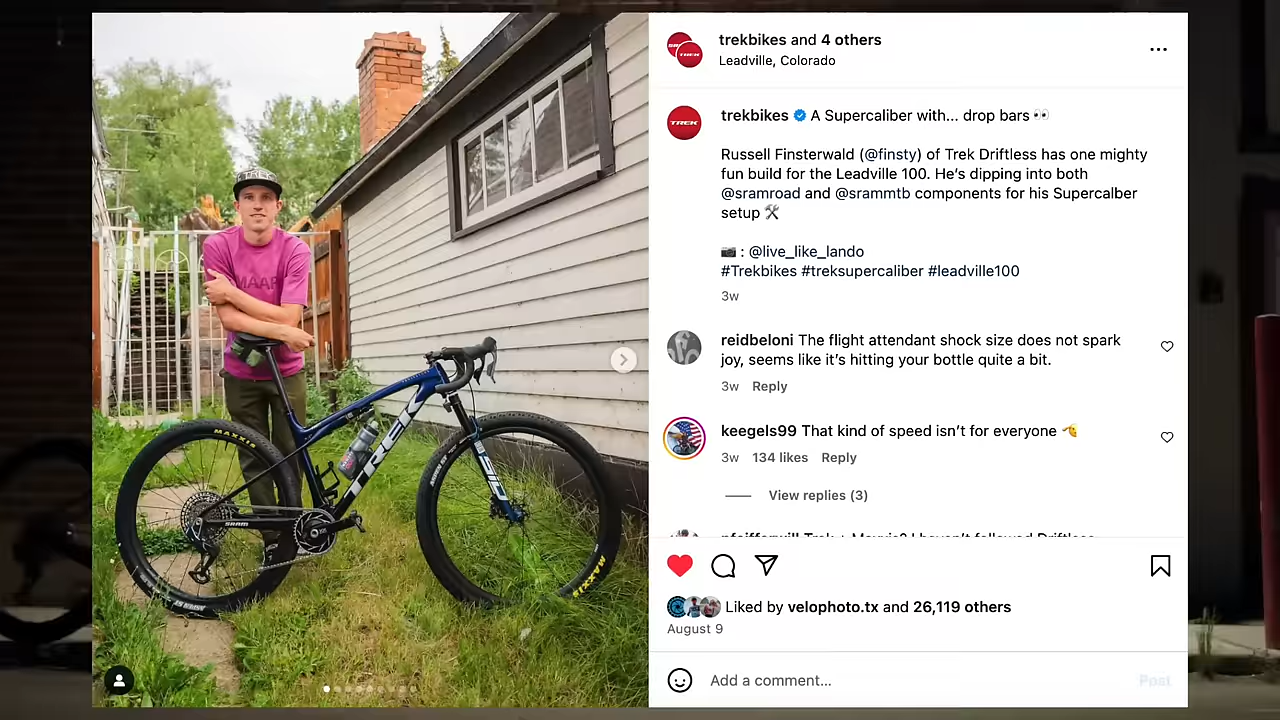 trekbikes and 4 others
Leadville, Colorado
TREK
trekbikes A Supercaliber with... drop bars 👀
Russell Finsterwald (@finsty) of Trek Driftless has one mighty
fun build for the Leadville 100. He's dipping into both
@sramroad and @srammtb components for his Supercalber
setup 🛠️
📷 : @live_like_lando
#Trekbikes #treksupercaliber #leadville100
3w
reidbeloni The flight attendant shock size does not spark
joy, seems like it's hitting your bottle quite a bit.
3w Reply
keegels99 That kind of speed isn't for everyone 🫡
3w 134 likes Reply
View replies (3)
Liked by velophoto.tx and 26,119 others
August 9
Add a comment...
Post
MAAP
TREK
SID
SRAM
MAXXIS
MAXXIS